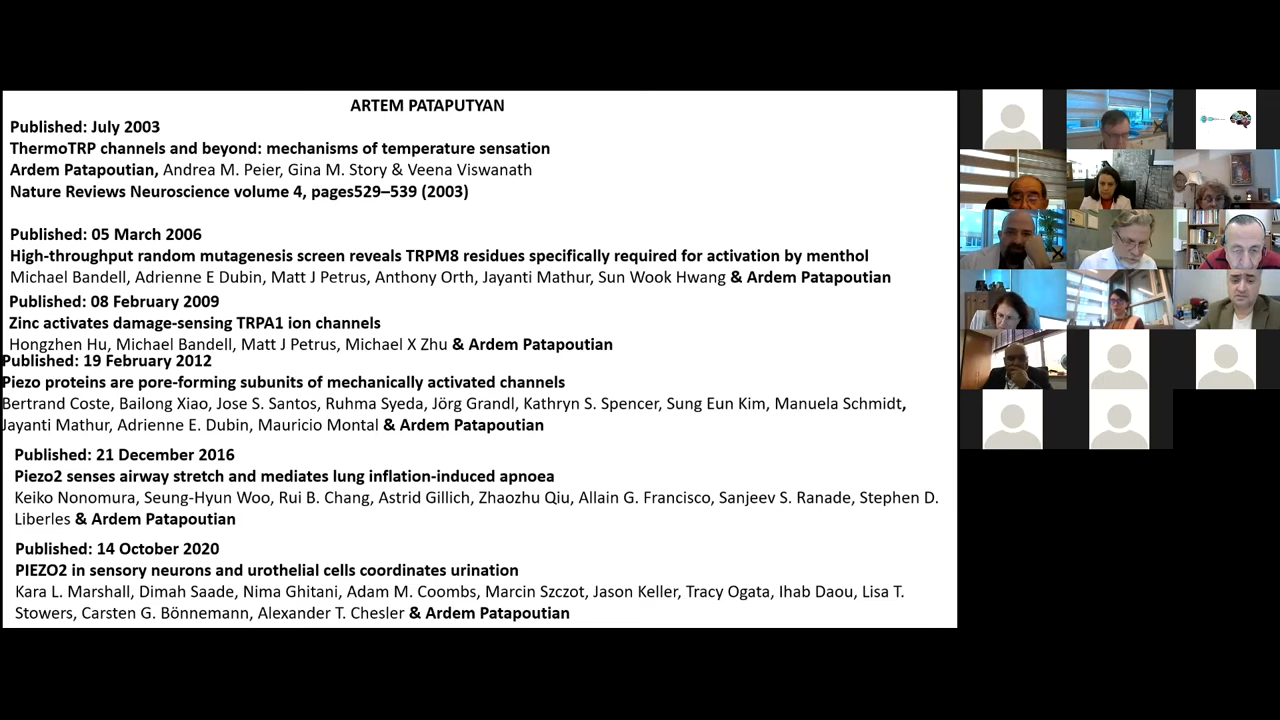 ARTEM PATAPUTYAN
Published: July 2003
ThermoTRP channels and beyond: mechanisms of temperature sensation
Ardem Patapoutian, Andrea M. Peier, Gina M. Story & Veena Viswanath
Nature Reviews Neuroscience volume 4, pages529–539 (2003)
Published: 05 March 2006
High-throughput random mutagenesis screen reveals TRPM8 residues specifically required for activation by menthol
Michael Bandell, Adrienne E Dubin, Matt J Petrus, Anthony Orth, Jayanti Mathur, Sun Wook Hwang & Ardem Patapoutian
Published: 08 February 2009
Zinc activates damage-sensing TRPA1 ion channels
Hongzhen Hu, Michael Bandell, Matt J Petrus, Michael X Zhu & Ardem Patapoutian
Published: 19 February 2012
Piezo proteins are pore-forming subunits of mechanically activated channels
Bertrand Coste, Bailong Xiao, Jose S. Santos, Ruhma Syeda, Jörg Grandl, Kathryn S. Spencer, Sung Eun Kim, Manuela Schmidt,
Jayanti Mathur, Adrienne E. Dubin, Mauricio Montal & Ardem Patapoutian
Published: 21 December 2016
Piezo2 senses airway stretch and mediates lung inflation-induced apnoea
Keiko Nonomura, Seung-Hyun Woo, Rui B. Chang, Astrid Gillich, Zhaozhu Qiu, Allain G. Francisco, Sanjeev S. Ranade, Stephen D.
Liberles & Ardem Patapoutian
Published: 14 October 2020
PIEZO2 in sensory neurons and urothelial cells coordinates urination
Kara L. Marshall, Dimah Saade, Nima Ghitani, Adam M. Coombs, Marcin Szczot, Jason Keller, Tracy Ogata, Ihab Daou, Lisa T.
Stowers, Carsten G. Bönnemann, Alexander T. Chesler & Ardem Patapoutian